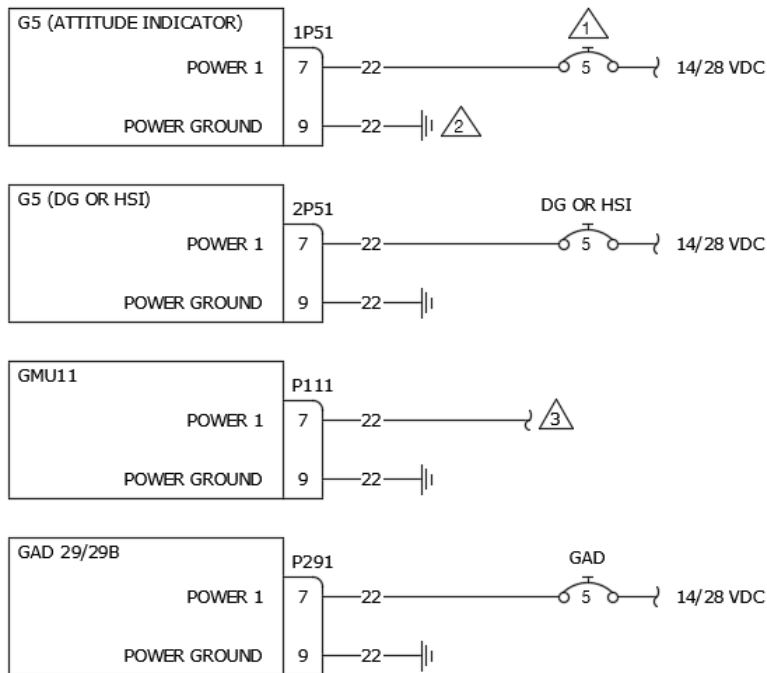 G5 (ATTITUDE INDICATOR)
1P51
1
POWER 1 7 22 5 14/28 VDC
POWER GROUND 9 22 2
G5 (DG OR HSI)
2P51
DG OR HSI
POWER 1 7 22 5 14/28 VDC
POWER GROUND 9 22
GMU11
P111
POWER 1 7 22 3
POWER GROUND 9 22
GAD 29/29B
P291
GAD
POWER 1 7 22 5 14/28 VDC
POWER GROUND 9 22